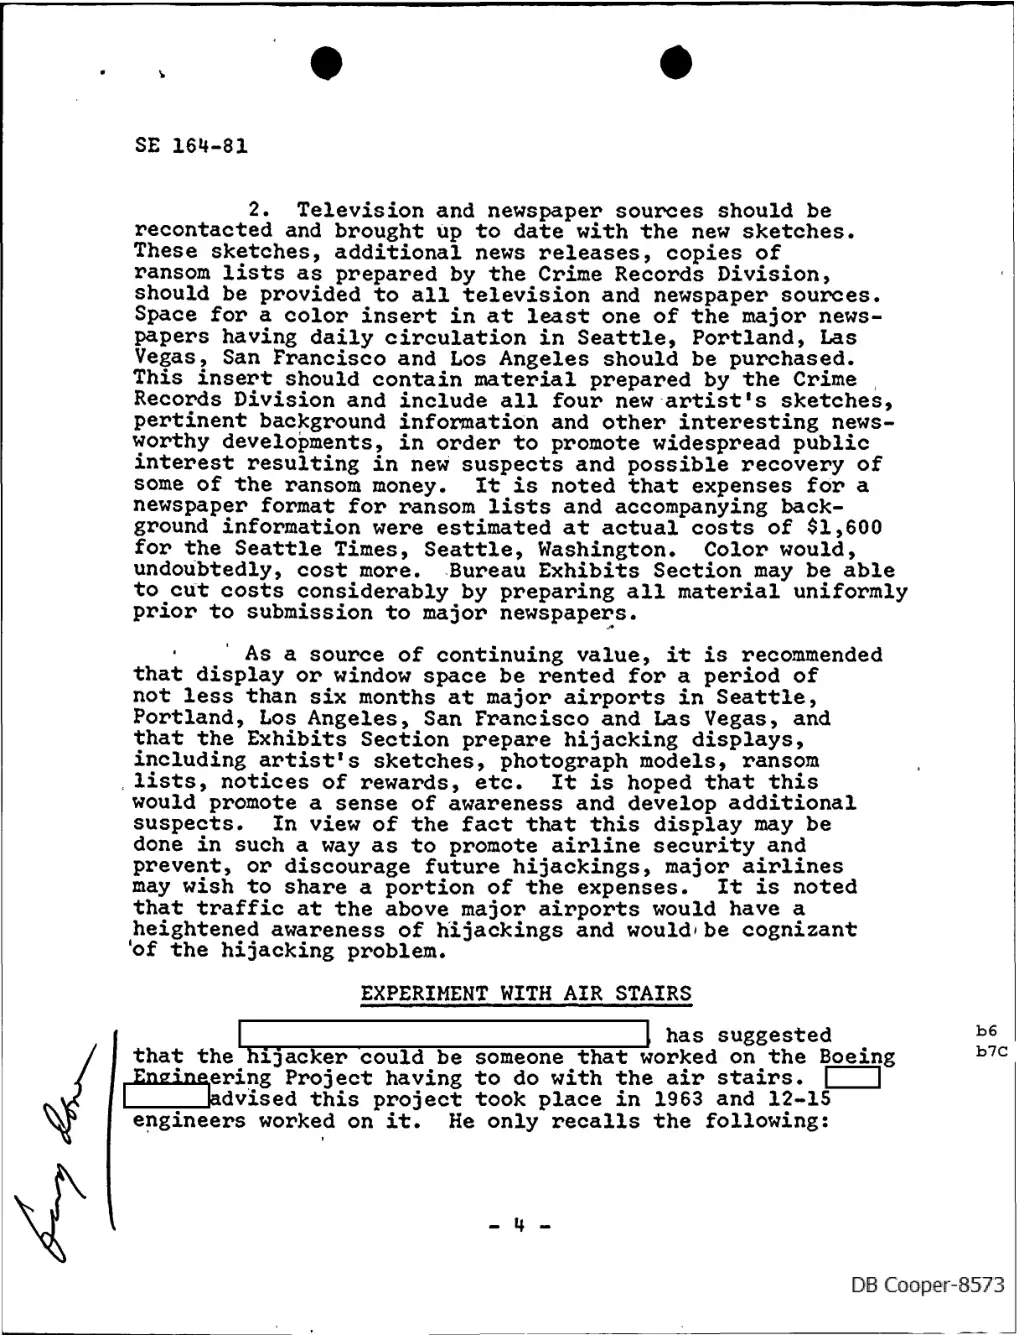 SE 164-81
2. Television and newspaper sources should be
recontacted and brought up to date with the new sketches.
These sketches, additional news releases, copies of
ransom lists as prepared by the Crime Records Division,
should be provided to all television and newspaper sources.
Space for a color insert in at least one of the major news-
papers having daily circulation in Seattle, Portland, Las
Vegas, San Francisco and Los Angeles should be purchased.
This insert should contain material prepared by the Crime
Records Division and include all four new artist's sketches,
pertinent background information and other interesting news-
worthy developments, in order to promote widespread public
interest resulting in new suspects and possible recovery of
some of the ransom money. It is noted that expenses for a
newspaper format for ransom lists and accompanying back-
ground information were estimated at actual costs of $1,600
for the Seattle Times, Seattle, Washington. Color would,
undoubtedly, cost more. Bureau Exhibits Section may be able
to cut costs considerably by preparing all material uniformly
prior to submission to major newspapers.
As a source of continuing value, it is recommended
that display or window space be rented for a period of
not less than six months at major airports in Seattle,
Portland, Los Angeles, San Francisco and Las Vegas, and
that the Exhibits Section prepare hijacking displays,
including artist's sketches, photograph models, ransom
lists, notices of rewards, etc. It is hoped that this
would promote a sense of awareness and develop additional
suspects. In view of the fact that this display may be
done in such a way as to promote airline security and
prevent, or discourage future hijackings, major airlines
may wish to share a portion of the expenses. It is noted
that traffic at the above major airports would have a
heightened awareness of hijackings and would be cognizant
of the hijacking problem.
EXPERIMENT WITH AIR STAIRS
has suggested b6
that the hijacker could be someone that worked on the Boeing b7C
Engineering Project having to do with the air stairs.
advised this project took place in 1963 and 12-15
engineers worked on it. He only recalls the following:
- 4 -
DB Cooper-8573